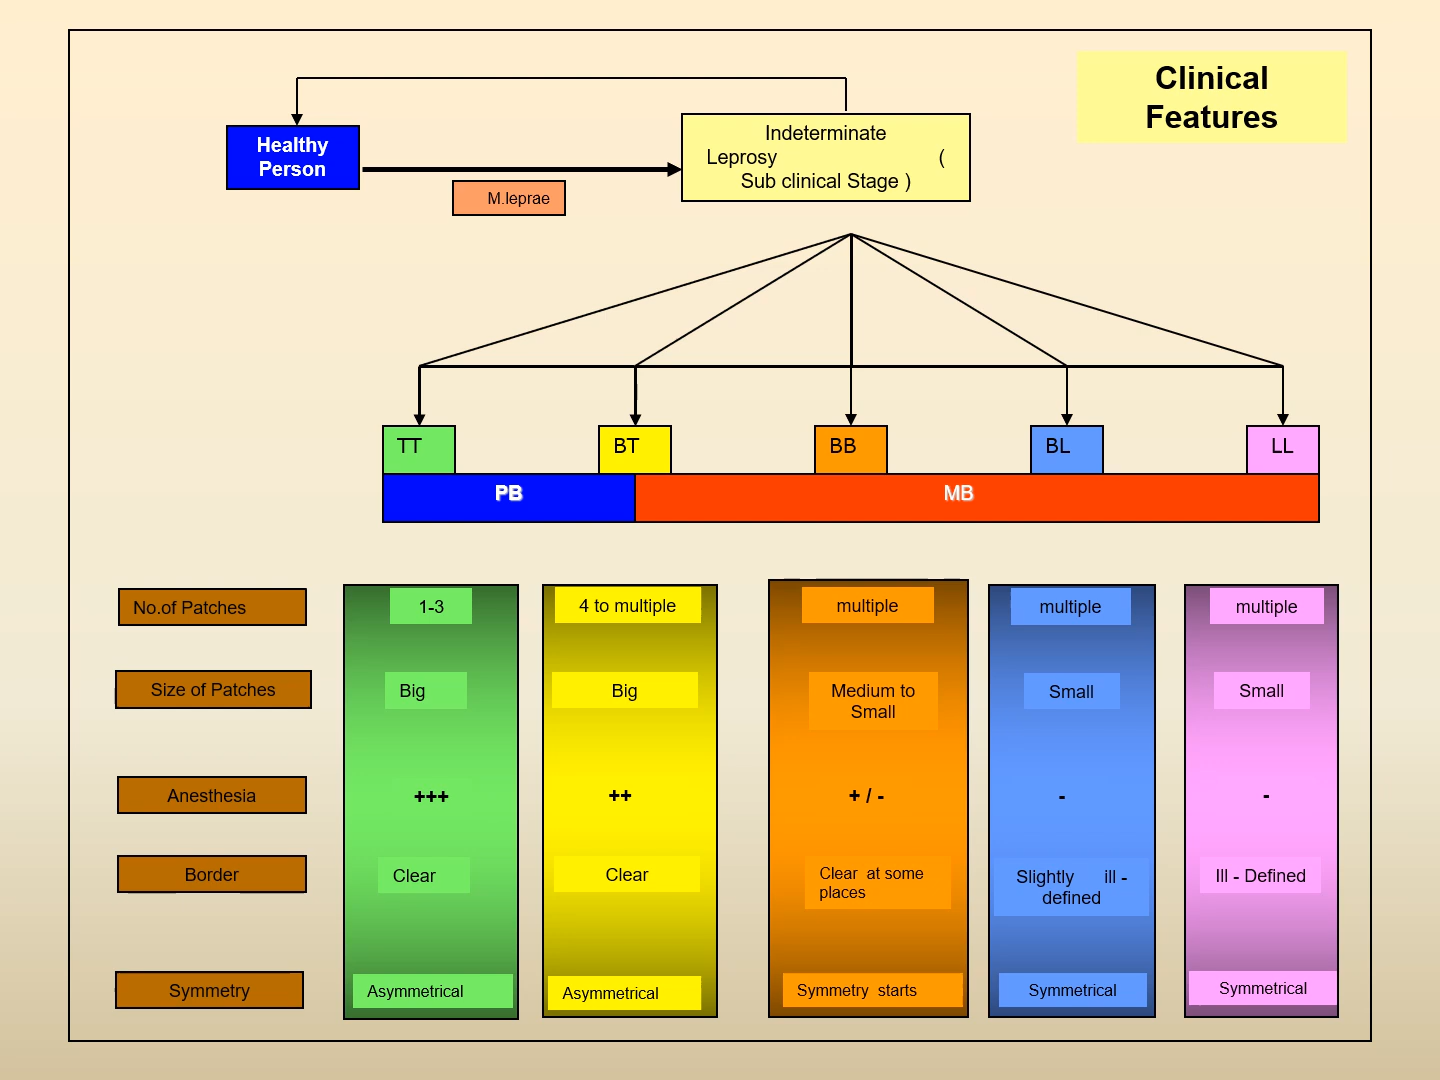 Clinical
Features
Healthy
Person
Indeterminate
Leprosy (
Sub clinical Stage )
M.leprae
TT
BT
BB
BL
LL
PB
MB
No.of Patches
1-3
4 to multiple
multiple
multiple
multiple
Size of Patches
Big
Big
Medium to
Small
Small
Small
Anesthesia
+++
++
+ / -
-
-
Border
Clear
Clear
Clear at some
places
Slightly ill -
defined
Ill - Defined
Symmetry
Asymmetrical
Asymmetrical
Symmetry starts
Symmetrical
Symmetrical